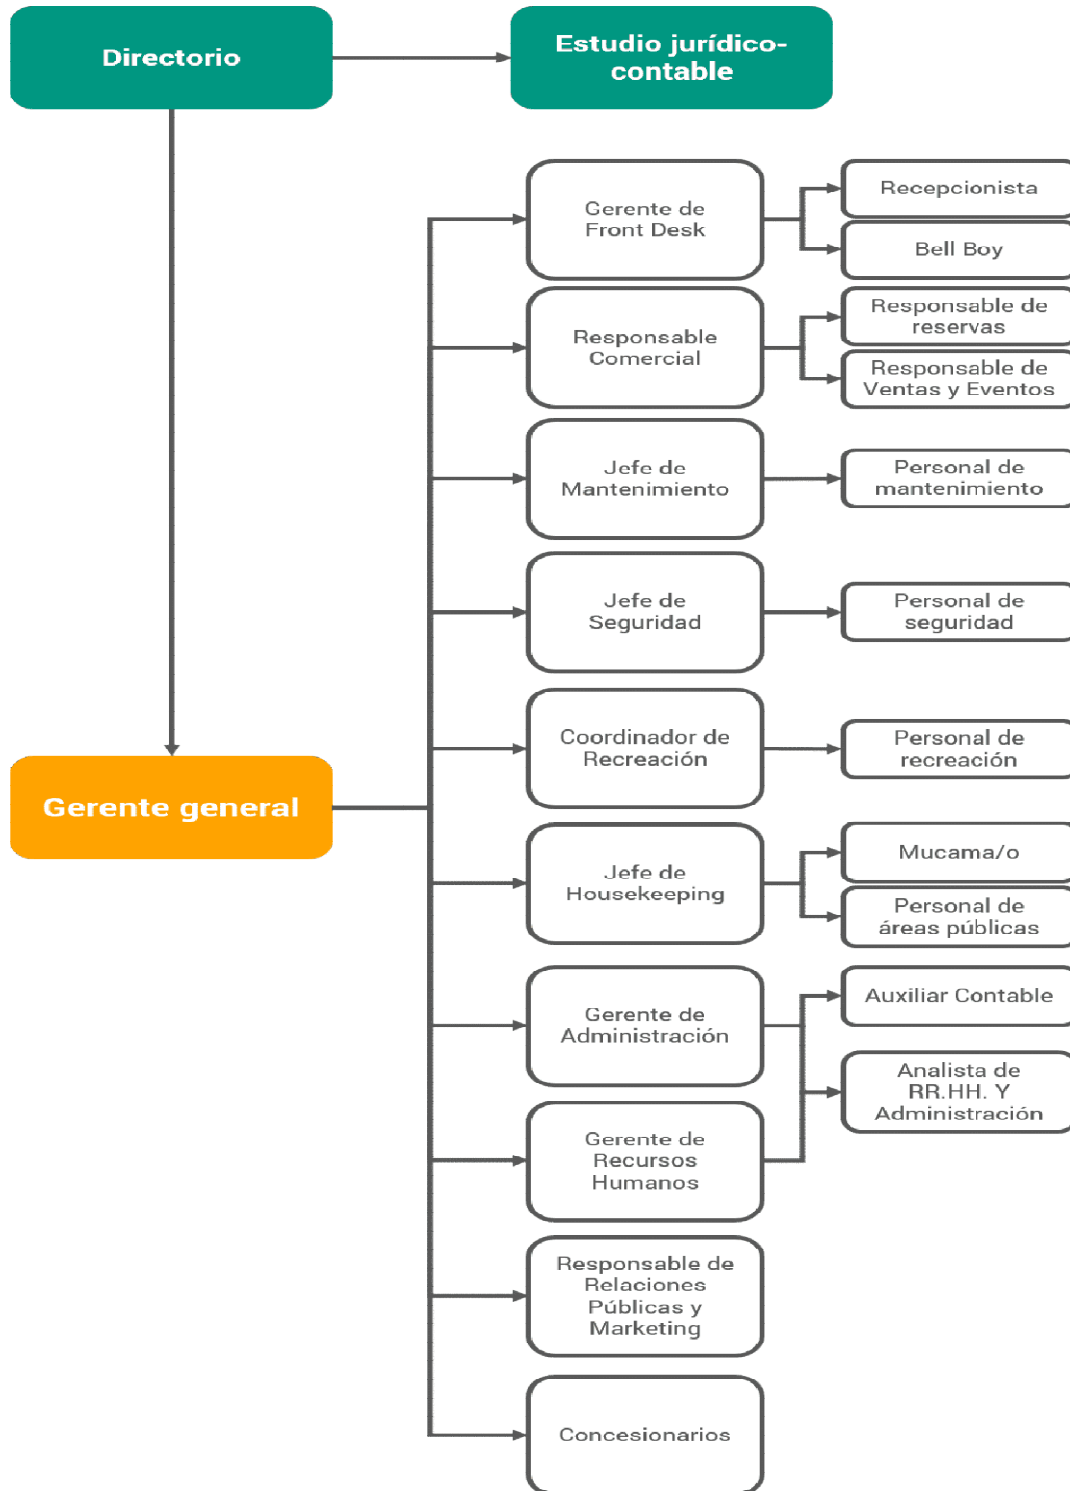 Directorio
Estudio jurídico-
contable
Gerente de
Front Desk
Recepcionista
Bell Boy
Responsable
Comercial
Responsable de
reservas
Responsable de
Ventas y Eventos
Jefe de
Mantenimiento
Personal de
mantenimiento
Jefe de
Seguridad
Personal de
seguridad
Coordinador de
Recreación
Personal de
recreación
Gerente general
Jefe de
Housekeeping
Mucama/o
Personal de
áreas públicas
Gerente de
Administración
Auxiliar Contable
Analista de
RR.HH. Y
Administración
Gerente de
Recursos
Humanos
Responsable de
Relaciones
Públicas y
Marketing
Concesionarios